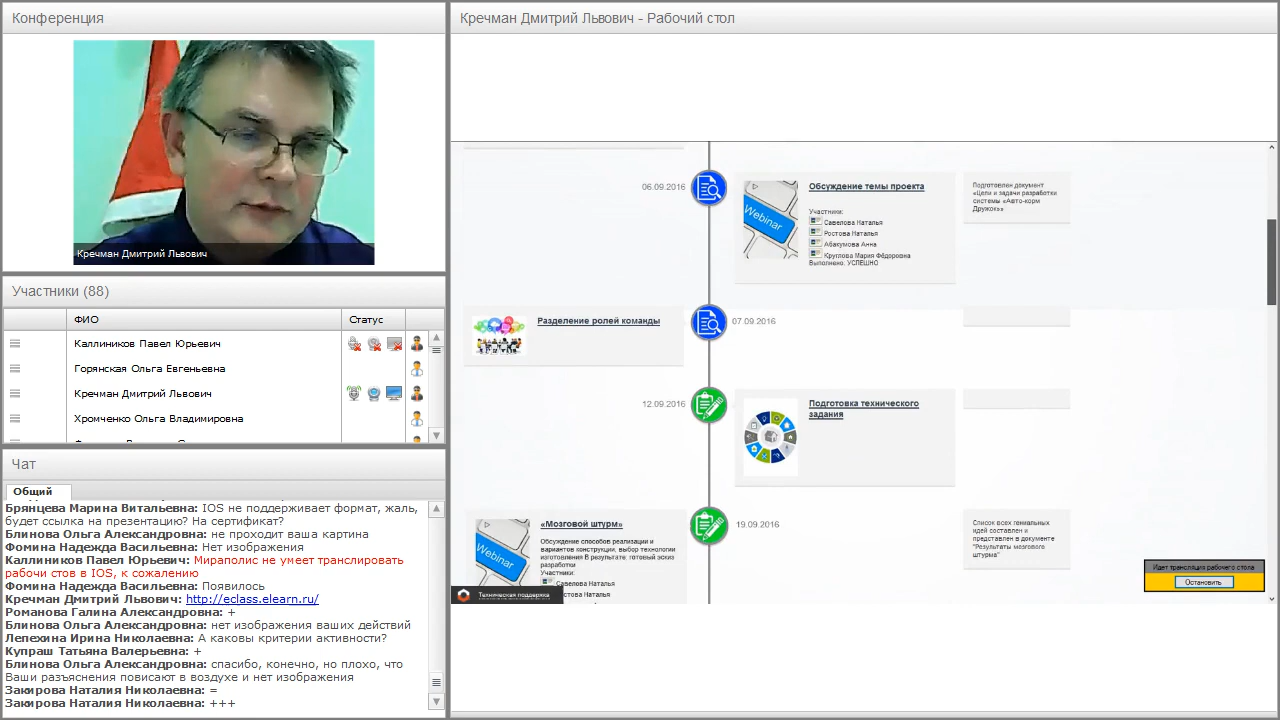 Конференция
Кречман Дмитрий Львович
Участники (88)
ФИО
Статус
Каллиников Павел Юрьевич
Горянская Ольга Евгеньевна
Кречман Дмитрий Львович
Хромченко Ольга Владимировна
Чат
Общий
Брянцева Марина Витальевна: IOS не поддерживает формат, жаль,
будет ссылка на презентацию? На сертификат?
Блинова Ольга Александровна: не проходит ваша картина
Фомина Надежда Васильевна: Нет изображения
Каллиников Павел Юрьевич: Мираполис не умеет транслировать
рабочи стов в IOS, к сожалению
Фомина Надежда Васильевна: Появилось
Кречман Дмитрий Львович: http://eclass.elearn.ru/
Романова Галина Александровна: +
Блинова Ольга Александровна: нет изображения ваших действий
Лепехина Ирина Николаевна: А каковы критерии активности?
Купраш Татьяна Валерьевна: +
Блинова Ольга Александровна: спасибо, конечно, но плохо, что
Ваши разъяснения повисают в воздухе и нет изображения
Закирова Наталия Николаевна: =
Закирова Наталия Николаевна: +++
Кречман Дмитрий Львович - Рабочий стол
06.09.2016
Webinar
Обсуждение темы проекта
Участники:
Савелова Наталья
Ростова Наталья
Абакумова Анна
Круглова Мария Фёдоровна
Выполнено: УСПЕШНО
Подготовлен документ
«Цели и задачи разработки
системы «Авто-корм
Дружок»»
Разделение ролей команды
07.09.2016
12.09.2016
Подготовка технического
задания
Webinar
«Мозговой штурм»
Обсуждение способов реализации и
вариантов конструкции, выбор технологии
изготовления В результате: готовый эскиз
разработки
Участники:
Савелова Наталья
Наталья
19.09.2016
Список всех гениальных
идей составлен и
представлен в документе
"Результаты мозгового
штурма"
Техническая поддержка
Идет трансляция рабочего стола
Остановить